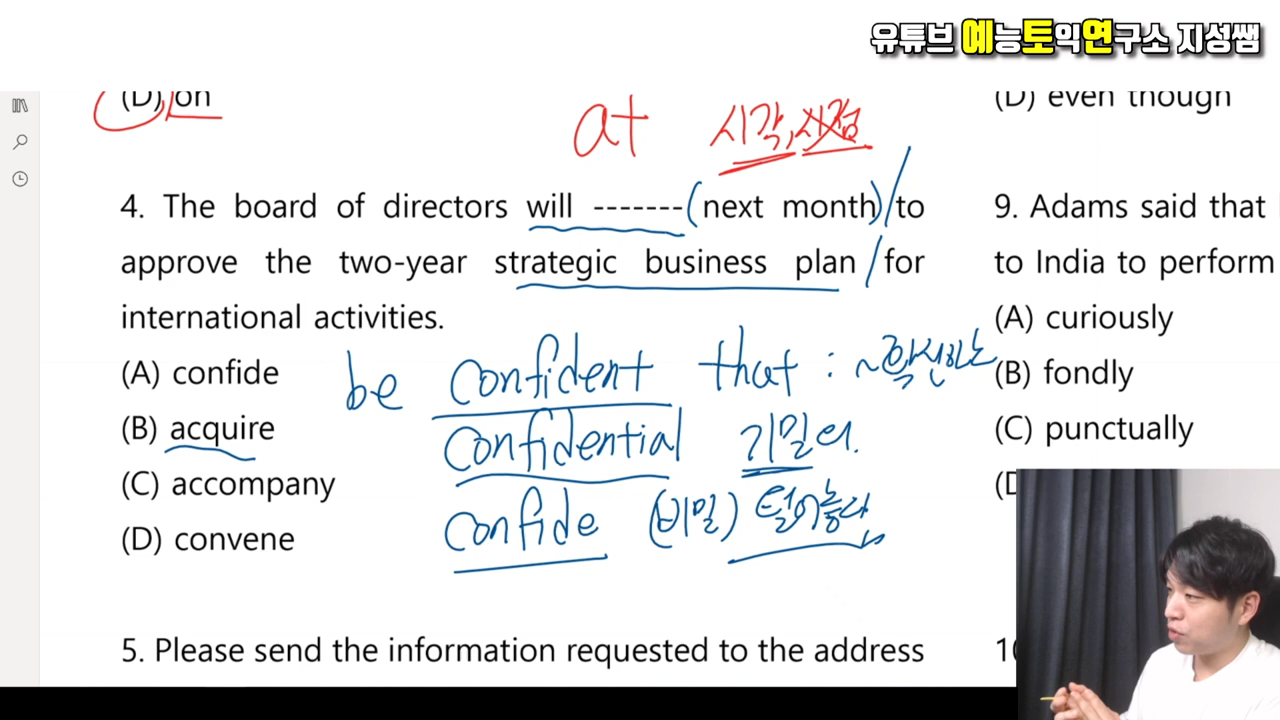 유튜브 예능토익연구소 지성쌤
(D) on
at 시각, 시점
4. The board of directors will ------- (next month) / to
approve the two-year strategic business plan / for
international activities.
(A) confide
(B) acquire
(C) accompany
(D) convene
be confident that : ~확신하는
confidential 기밀의.
confide (비밀) 털어놓다
5. Please send the information requested to the address
(D) even though
9. Adams said that
to India to perform
(A) curiously
(B) fondly
(C) punctually
(D
10